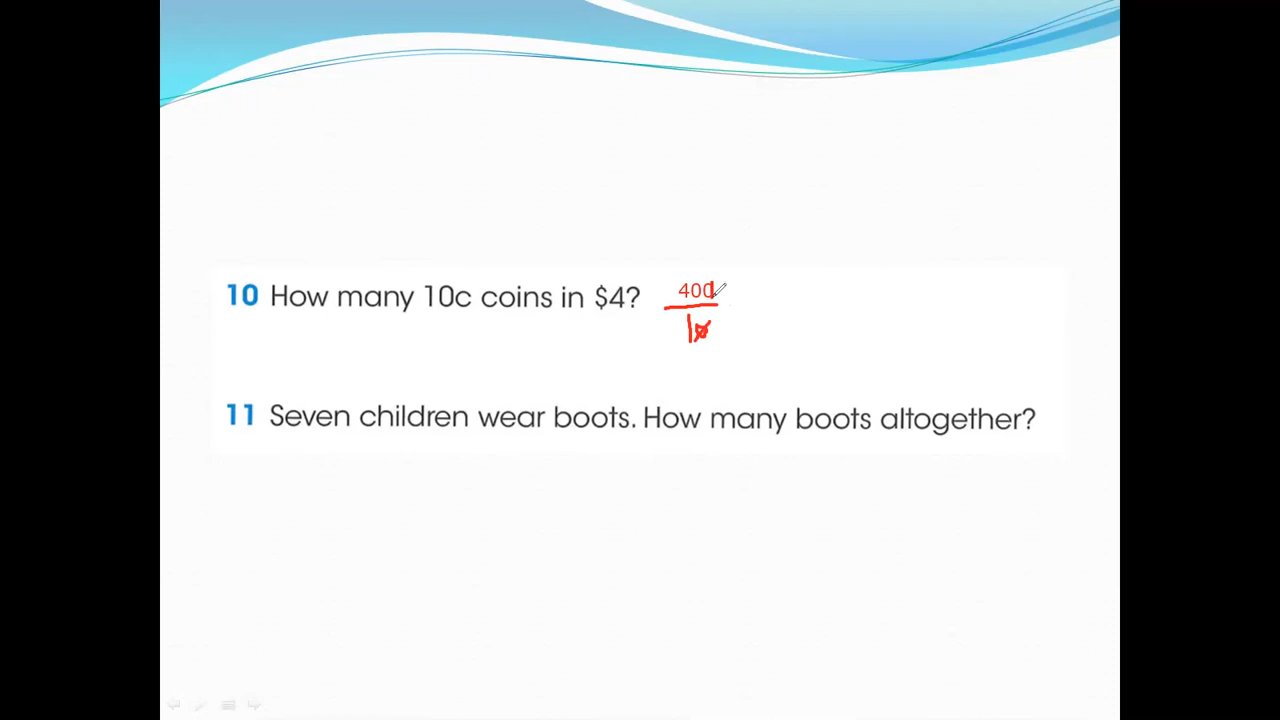 10 How many 10c coins in $4? 400
10
11 Seven children wear boots. How many boots altogether?